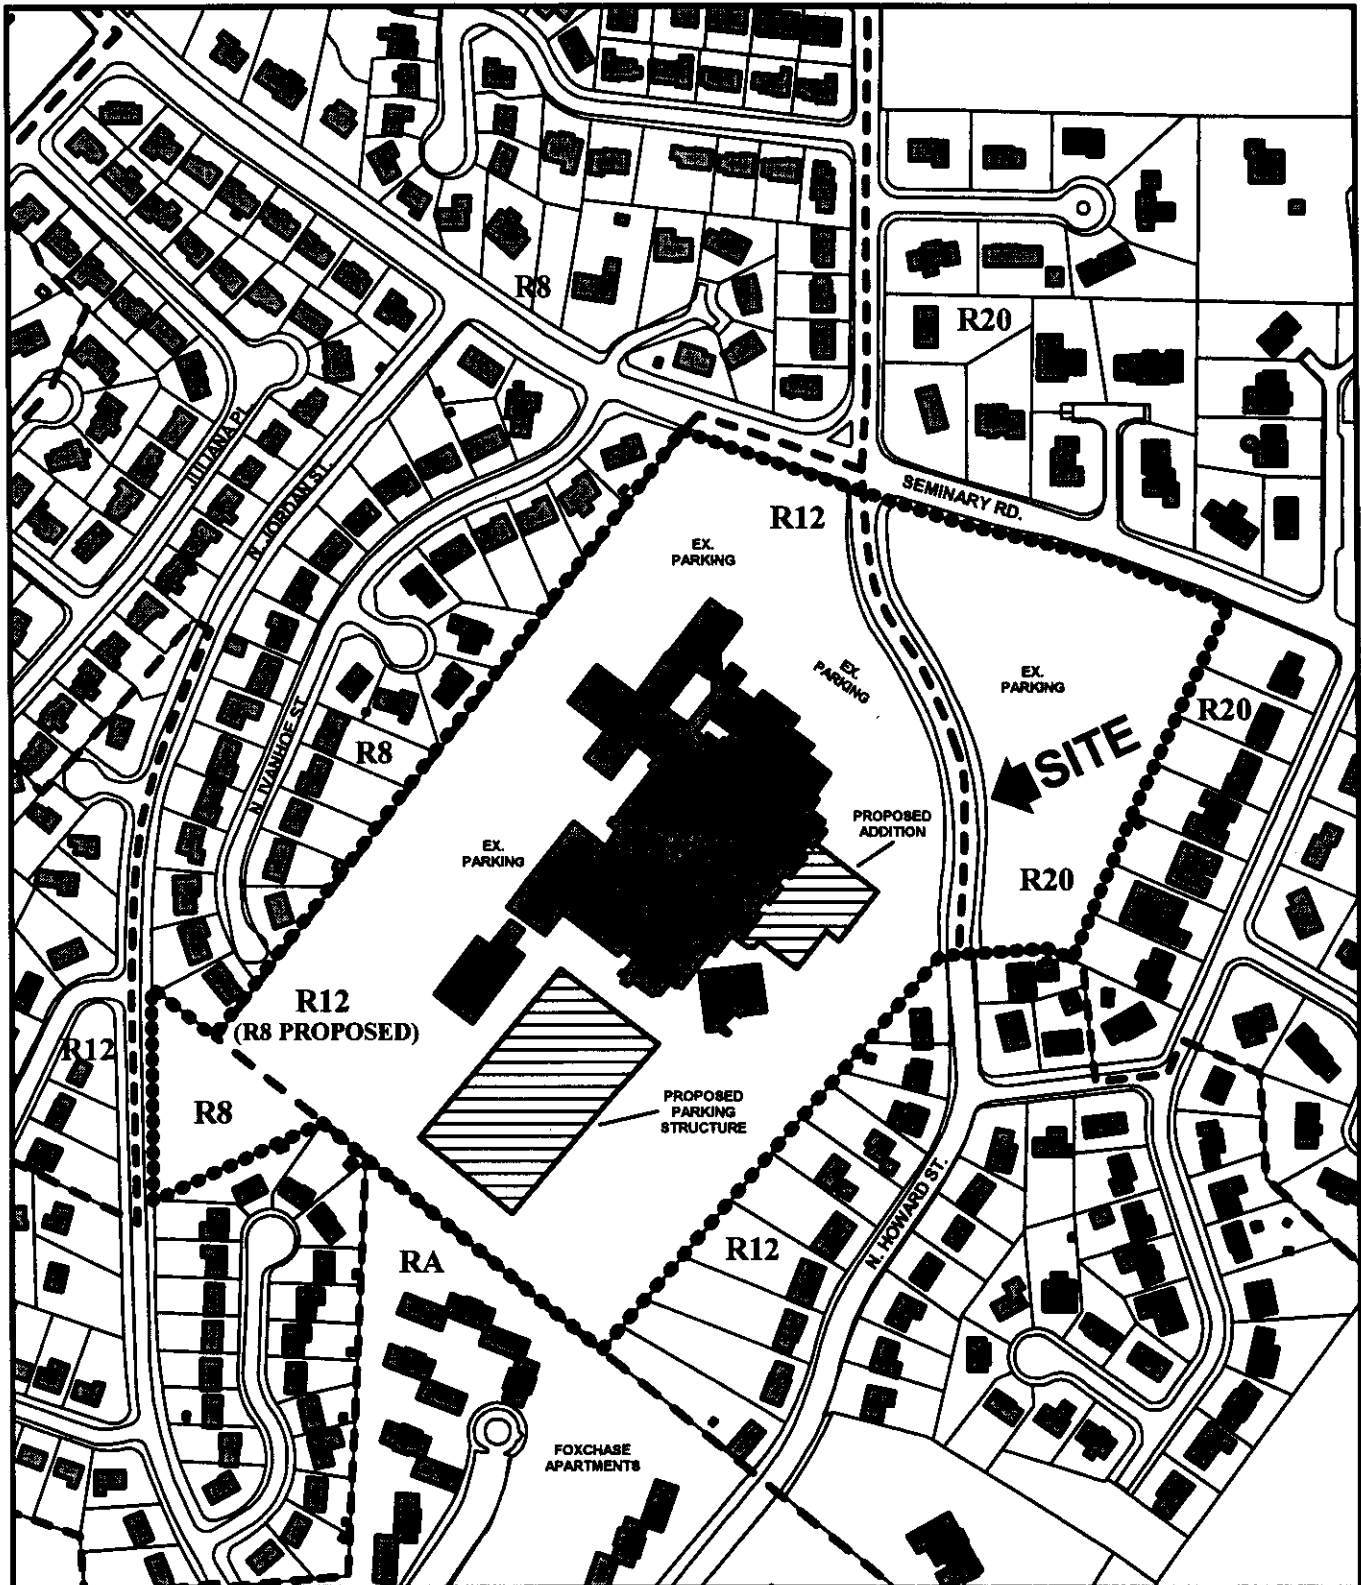 R8
R20
SEMINARY RD.
R12
JULIANA PL.
N. JORDAN ST.
EX.
PARKING
EX.
PARKING
EX.
PARKING
R20
SITE
N. IVANHOE ST
R8
PROPOSED
ADDITION
EX.
PARKING
R20
R12
(R8 PROPOSED)
R12
R8
PROPOSED
PARKING
STRUCTURE
N. HOWARD ST.
R12
RA
FOXCHASE
APARTMENTS